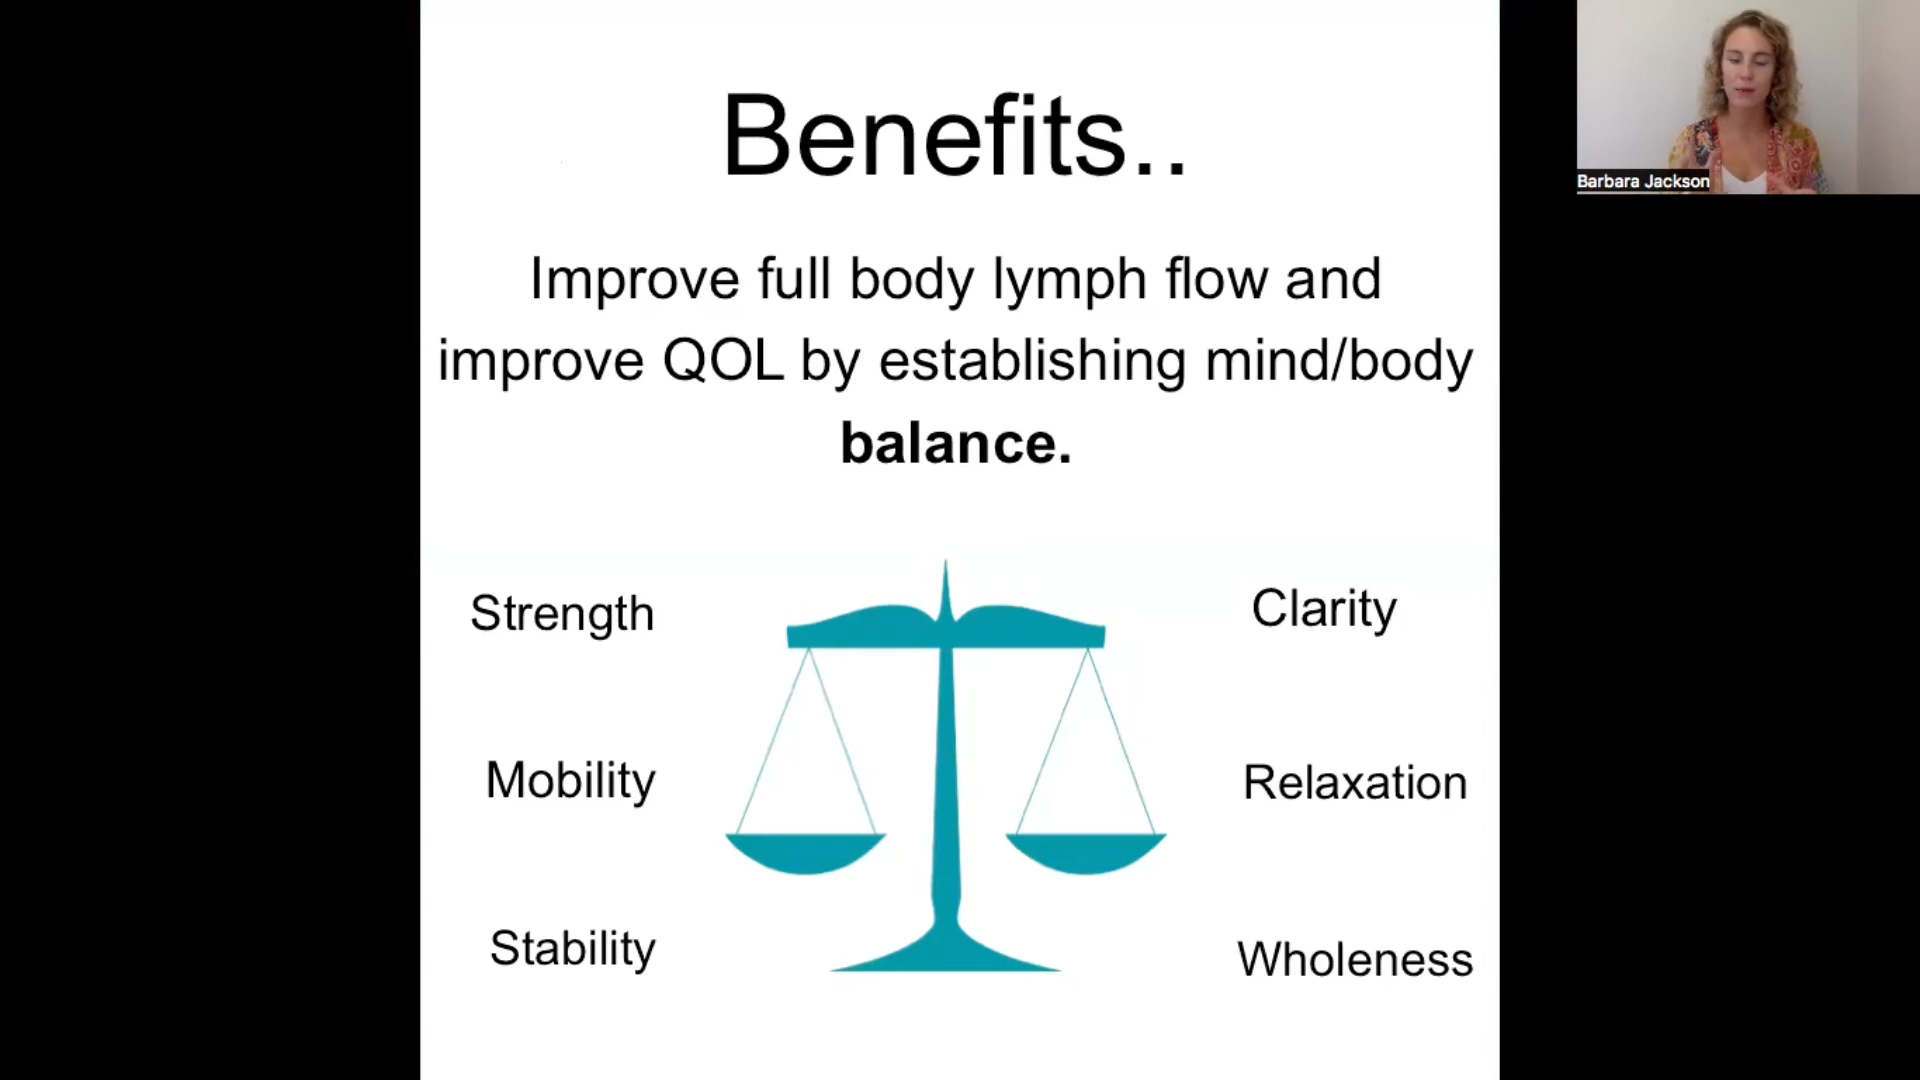 Benefits..
Improve full body lymph flow and
improve QOL by establishing mind/body
balance.
Strength
Clarity
Mobility
Relaxation
Stability
Wholeness
Barbara Jackson